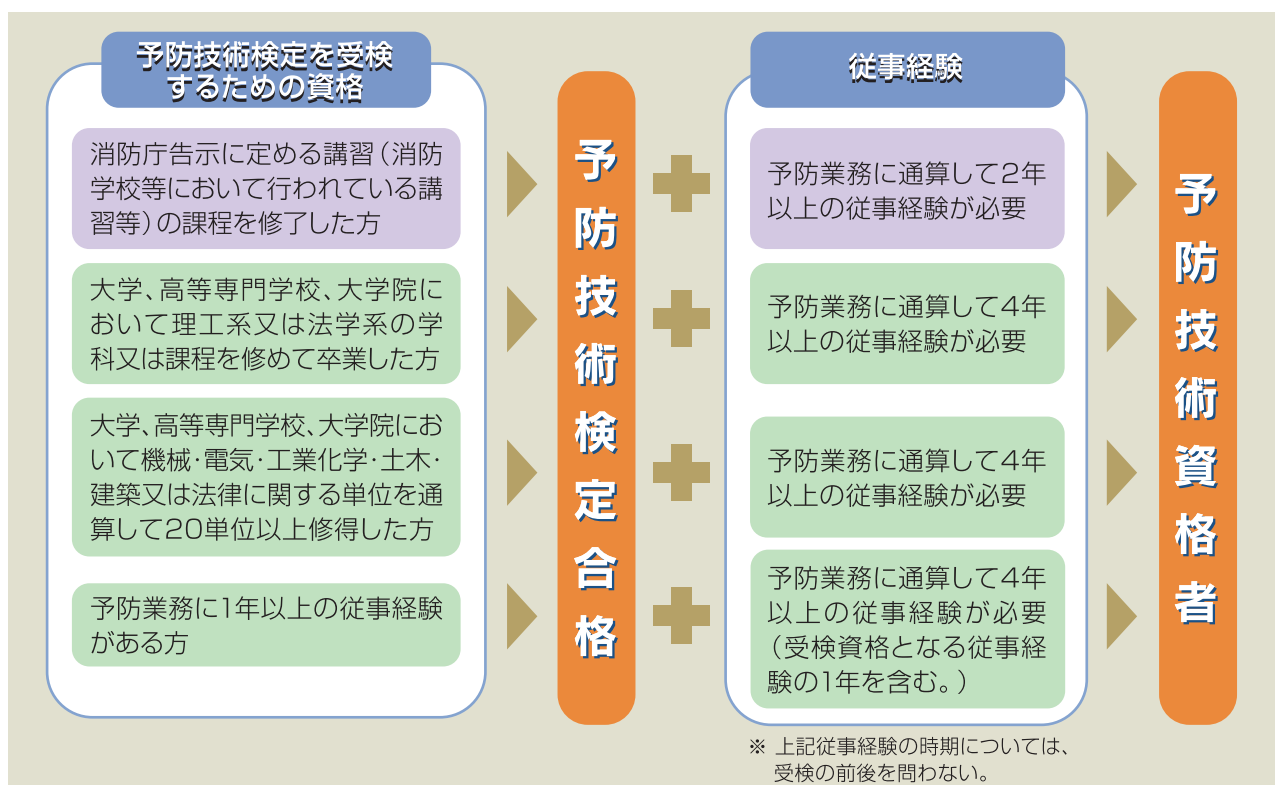 予防技術検定を受検
するための資格
消防庁告示に定める講習（消防
学校等において行われている講
習等）の課程を修了した方
大学、高等専門学校、大学院に
おいて理工系又は法学系の学
科又は課程を修めて卒業した方
大学、高等専門学校、大学院にお
いて機械・電気・工業化学・土木・
建築又は法律に関する単位を通
算して20単位以上修得した方
予防業務に1年以上の従事経験
がある方
予防技術検定合格
従事経験
予防業務に通算して2年
以上の従事経験が必要
予防業務に通算して4年
以上の従事経験が必要
予防業務に通算して4年
以上の従事経験が必要
予防業務に通算して4年
以上の従事経験が必要
（受検資格となる従事経
験の1年を含む。）
※ 上記従事経験の時期については、
受検の前後を問わない。
予防技術資格者